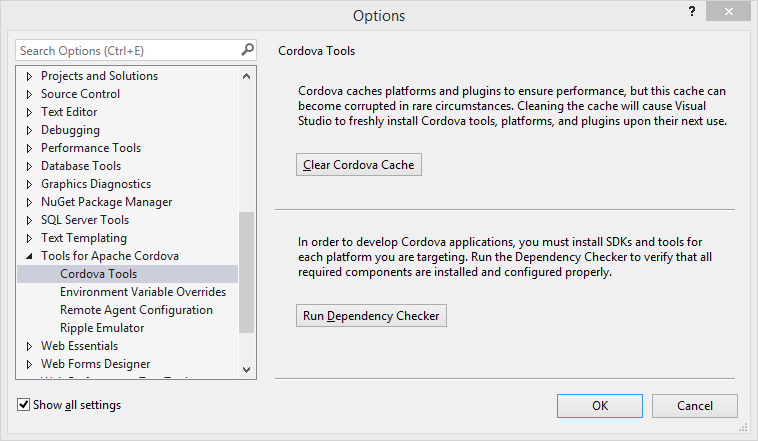 Options
?
Search Options (Ctrl+E)
Projects and Solutions
Source Control
Text Editor
Debugging
Performance Tools
Database Tools
Graphics Diagnostics
NuGet Package Manager
SQL Server Tools
Text Templating
Tools for Apache Cordova
Cordova Tools
Environment Variable Overrides
Remote Agent Configuration
Ripple Emulator
Web Essentials
Web Forms Designer
Show all settings
Cordova Tools
Cordova caches platforms and plugins to ensure performance, but this cache can
become corrupted in rare circumstances. Cleaning the cache will cause Visual
Studio to freshly install Cordova tools, platforms, and plugins upon their next use.
Clear Cordova Cache
In order to develop Cordova applications, you must install SDKs and tools for
each platform you are targeting. Run the Dependency Checker to verify that all
required components are installed and configured properly.
Run Dependency Checker
OK
Cancel